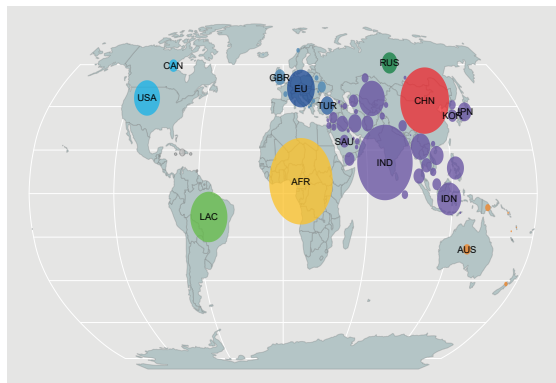 CAN
RUS
GBR
EU
USA
CHN
TUR
JPN
KOR
SAU
IND
AFR
IDN
LAC
AUS